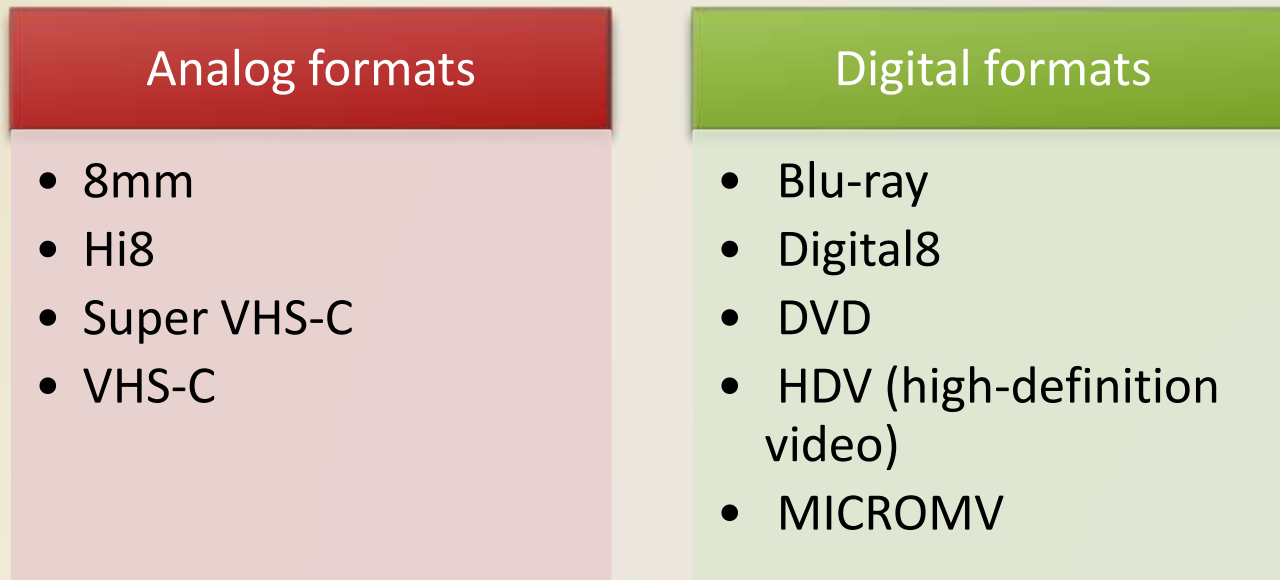 Analog formats
• 8mm
• Hi8
• Super VHS-C
• VHS-C
Digital formats
• Blu-ray
• Digital8
• DVD
• HDV (high-definition
video)
• MICROMV